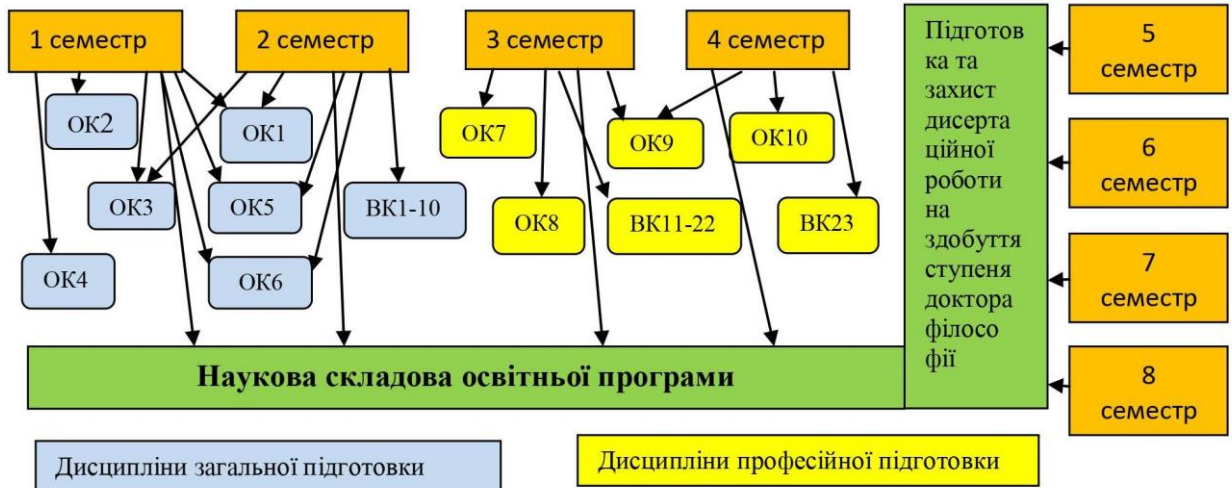 1 семестр
2 семестр
3 семестр
4 семестр
Підготов
ка та
захист
дисерта
ційної
роботи
на
здобуття
ступеня
доктора
філосо
фії
5
семестр
6
семестр
7
семестр
8
семестр
ОК2
ОК1
ОК7
ОК9
ОК10
ОК3
ОК5
ВК1-10
ОК8
ВК11-22
ВК23
ОК4
ОК6
Наукова складова освітньої програми
Дисципліни загальної підготовки
Дисципліни професійної підготовки